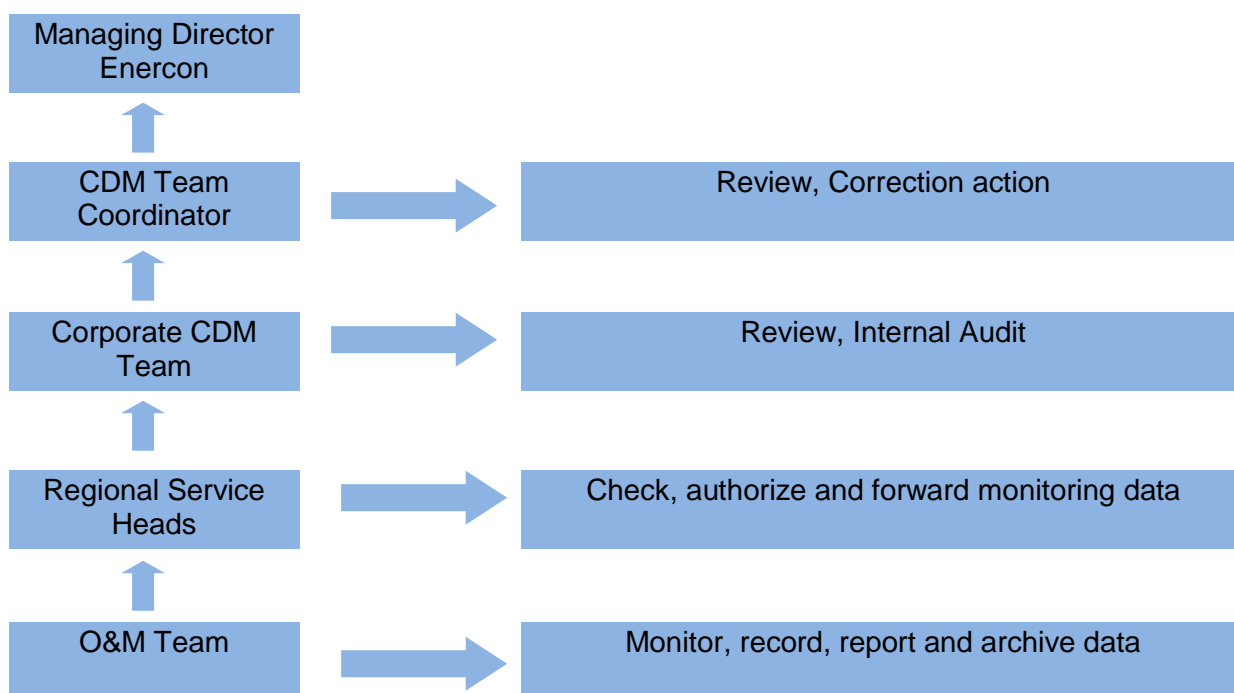 Managing Director
Enercon
CDM Team
Coordinator
Review, Correction action
Corporate CDM
Team
Review, Internal Audit
Regional Service
Heads
Check, authorize and forward monitoring data
O&M Team
Monitor, record, report and archive data